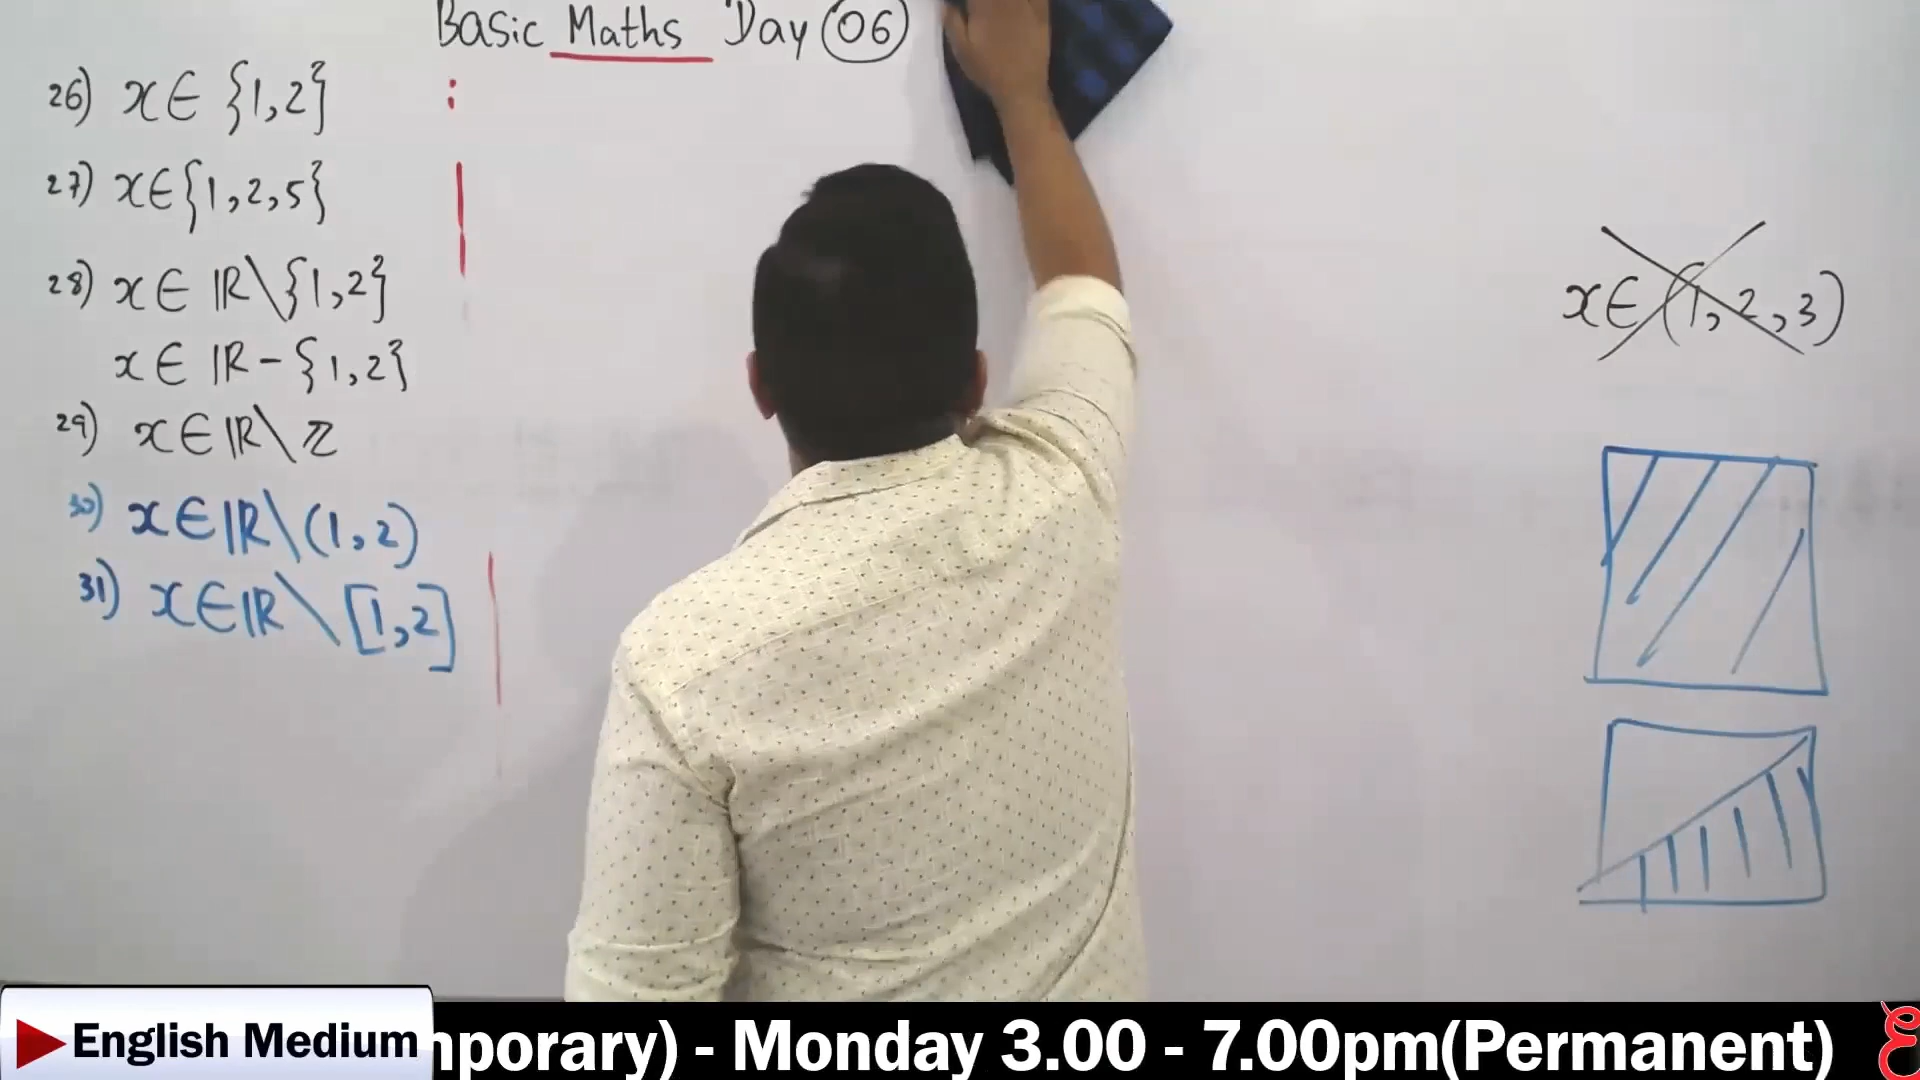 Basic Maths Day 06
26) x∈ {1,2}
27) x∈{1,2,5}
28) x∈ ℝ\{1,2}
x∈ ℝ-{1,2}
29) x∈ℝ\ℤ
30) x∈ℝ\(1,2)
31) x∈ℝ\[1,2]
x∈(1,2,3)
English Medium
nporary) - Monday 3.00 - 7.00pm(Permanent)